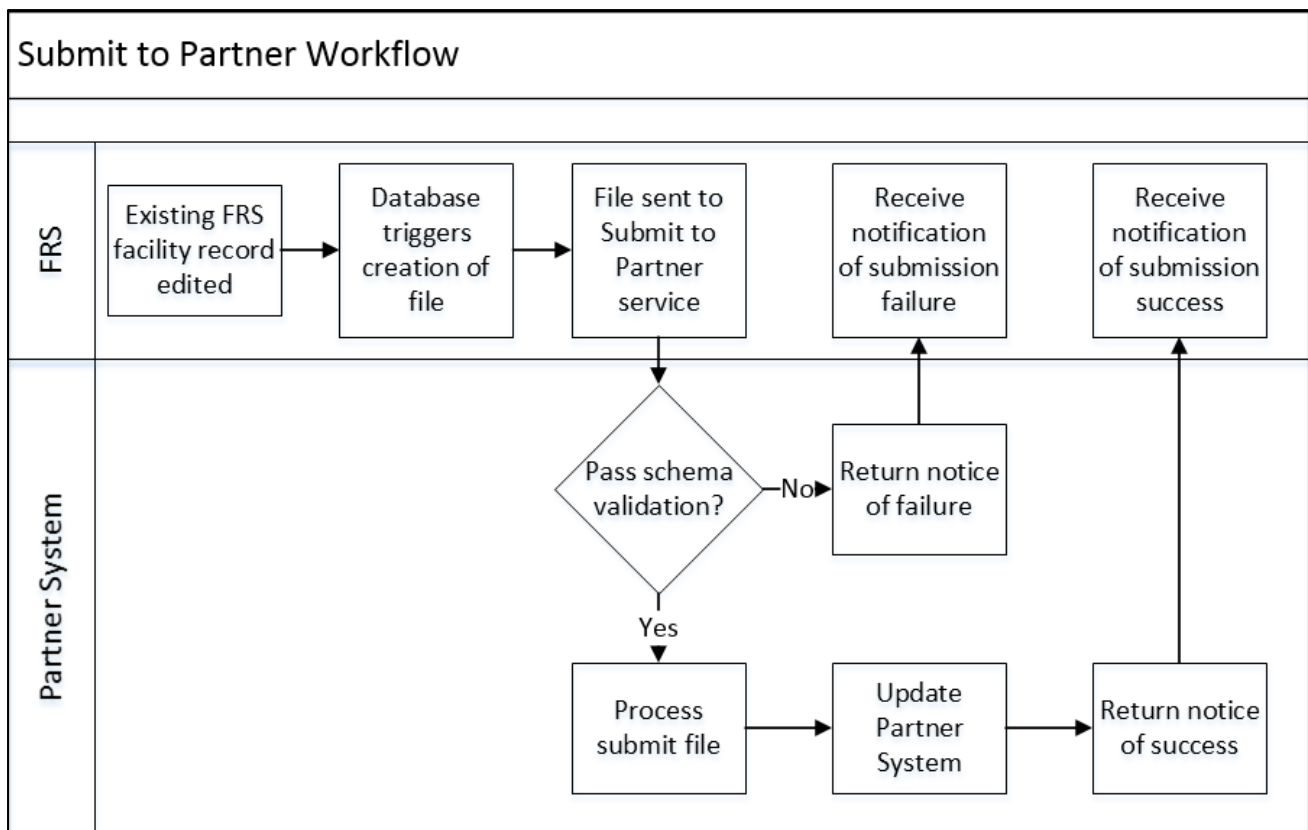 Submit to Partner Workflow
FRS
Existing FRS
facility record
edited
Database
triggers
creation of
file
File sent to
Submit to
Partner
service
Receive
notification
of submission
failure
Receive
notification
of submission
success
Partner System
Pass schema
validation?
No
Return notice
of failure
Yes
Process
submit file
Update
Partner
System
Return notice
of success